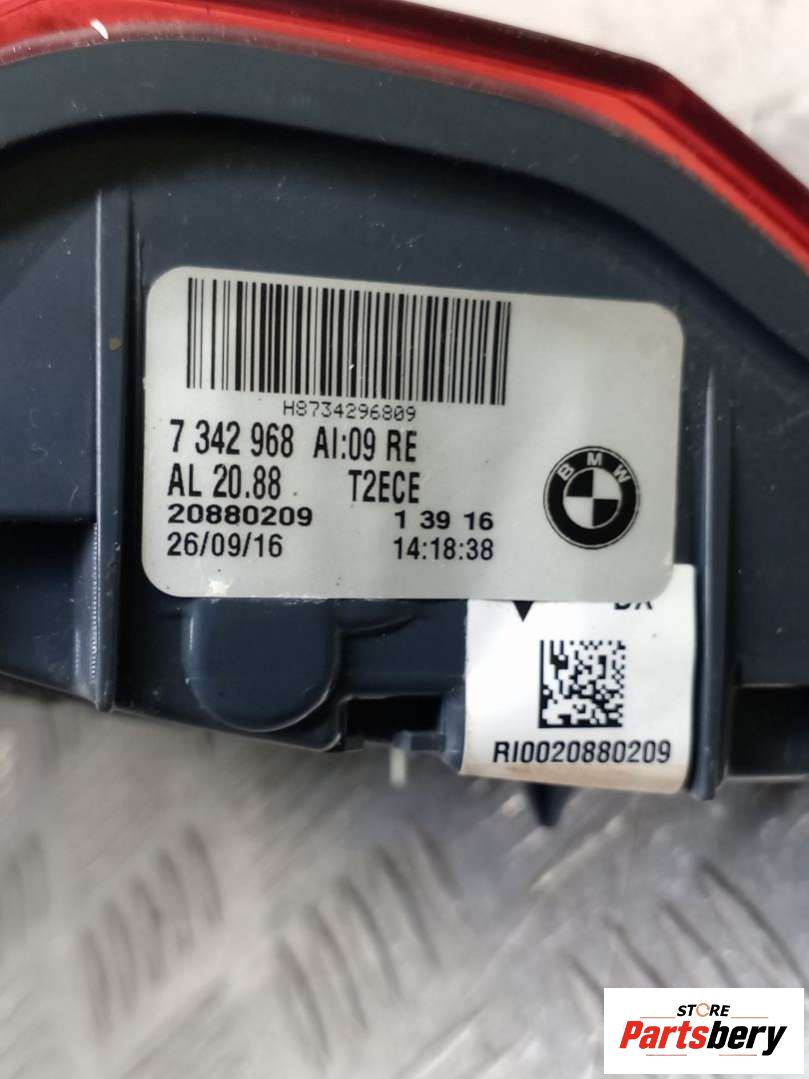 H8734296809
7 342 968 AI:09 RE
AL 20.88 T2ECE
20880209 1 39 16
26/09/16 14:18:38
BMW
RI0020880209
STORE
Partsbery